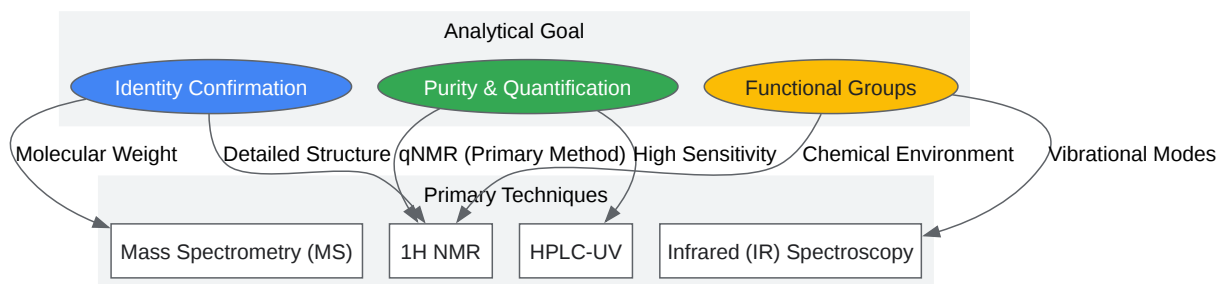 Analytical Goal
Identity Confirmation
Purity & Quantification
Functional Groups
Molecular Weight
Detailed Structure
qNMR (Primary Method)
High Sensitivity
Chemical Environment
Vibrational Modes
Primary Techniques
Mass Spectrometry (MS)
1H NMR
HPLC-UV
Infrared (IR) Spectroscopy